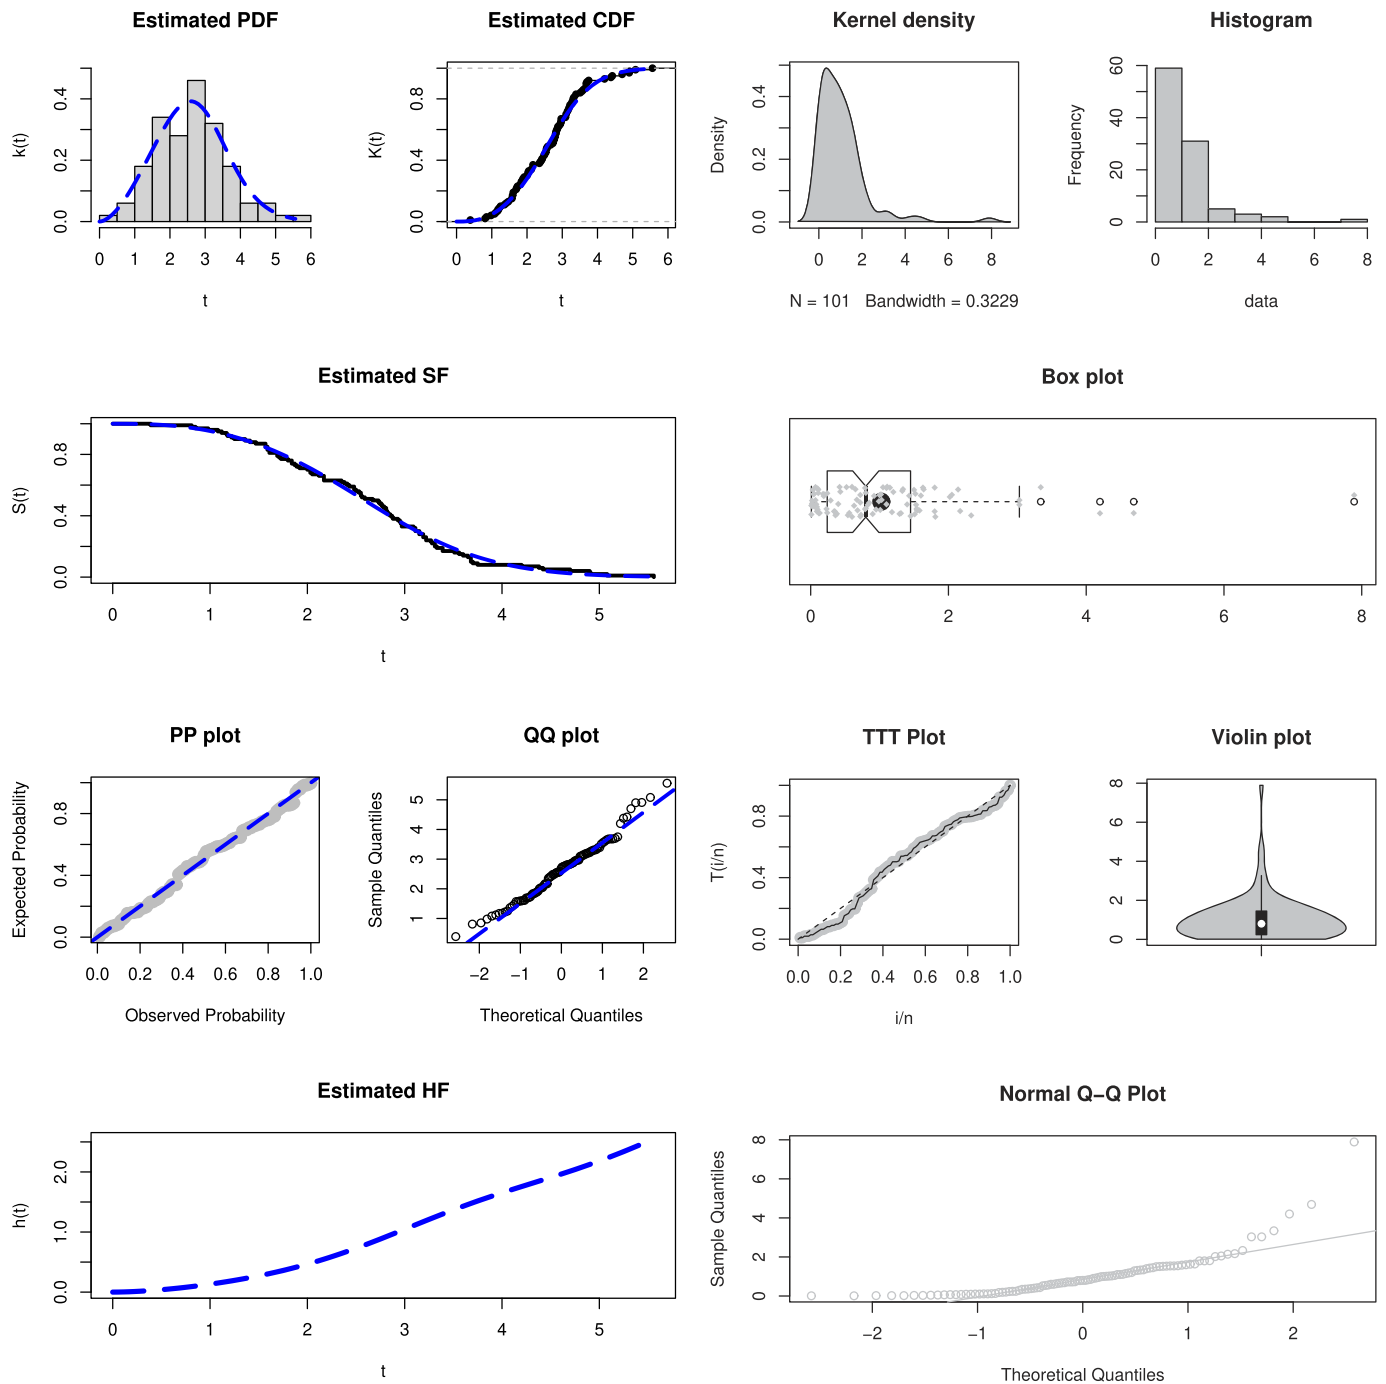 Estimated PDF
k(t)
0.0 0.2 0.4
0 1 2 3 4 5 6
t
Estimated CDF
K(t)
0.0 0.4 0.8
0 1 2 3 4 5 6
t
Kernel density
Density
0.0 0.2 0.4
0 2 4 6 8
N = 101 Bandwidth = 0.3229
Histogram
Frequency
0 20 40 60
0 2 4 6 8
data
Estimated SF
S(t)
0.0 0.4 0.8
0 1 2 3 4 5
t
Box plot
0 2 4 6 8
PP plot
Expected Probability
0.0 0.4 0.8
0.0 0.2 0.4 0.6 0.8 1.0
Observed Probability
QQ plot
Sample Quantiles
1 2 3 4 5
−2 −1 0 1 2
Theoretical Quantiles
TTT Plot
T(i/n)
0.0 0.4 0.8
0.0 0.2 0.4 0.6 0.8 1.0
i/n
Violin plot
0 2 4 6 8
Estimated HF
h(t)
0.0 1.0 2.0
0 1 2 3 4 5
t
Normal Q−Q Plot
Sample Quantiles
0 2 4 6 8
−2 −1 0 1 2
Theoretical Quantiles